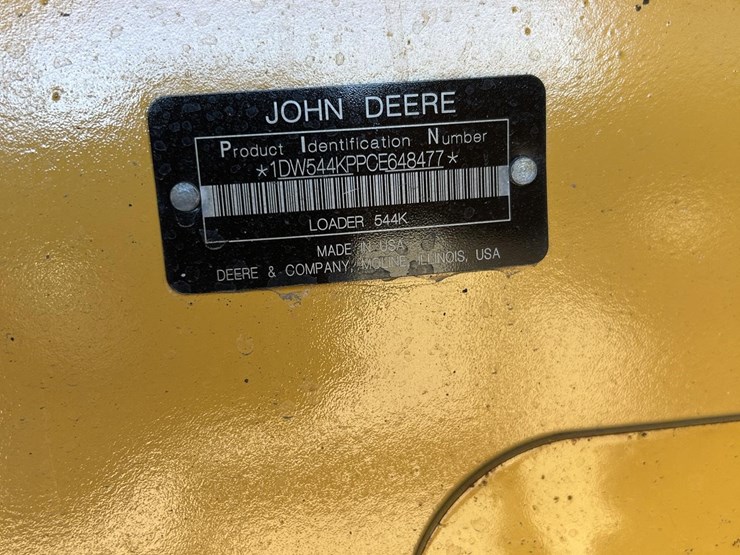 JOHN DEERE
Product Identification Number
*1DW544KPPCE648477*
LOADER 544K
MADE IN USA
DEERE & COMPANY, MOLINE ILLINOIS, USA